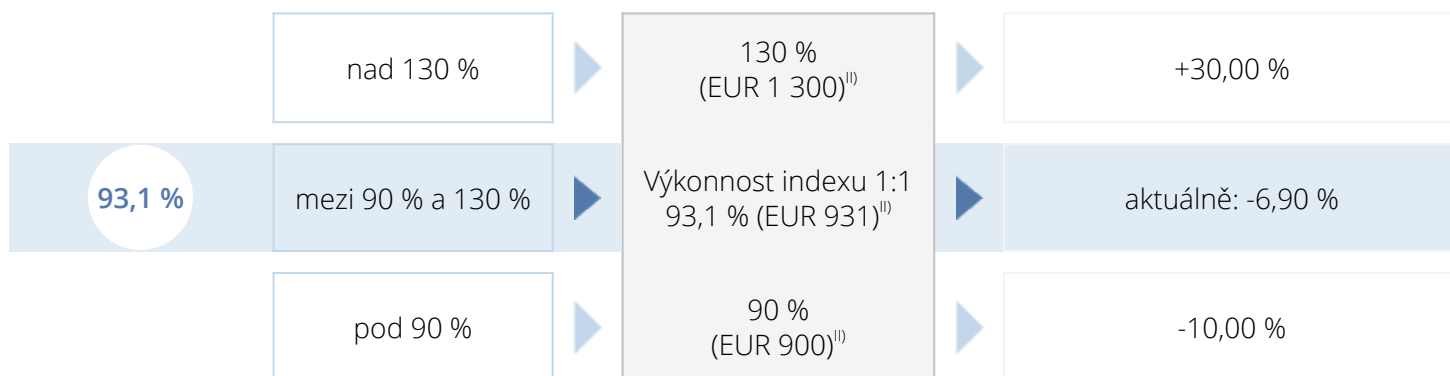 nad 130 %
130 %
(EUR 1 300)II)
+30,00 %
93,1 %
mezi 90 % a 130 %
Výkonnost indexu 1:1
93,1 % (EUR 931)II)
aktuálně: -6,90 %
pod 90 %
90 %
(EUR 900)II)
-10,00 %